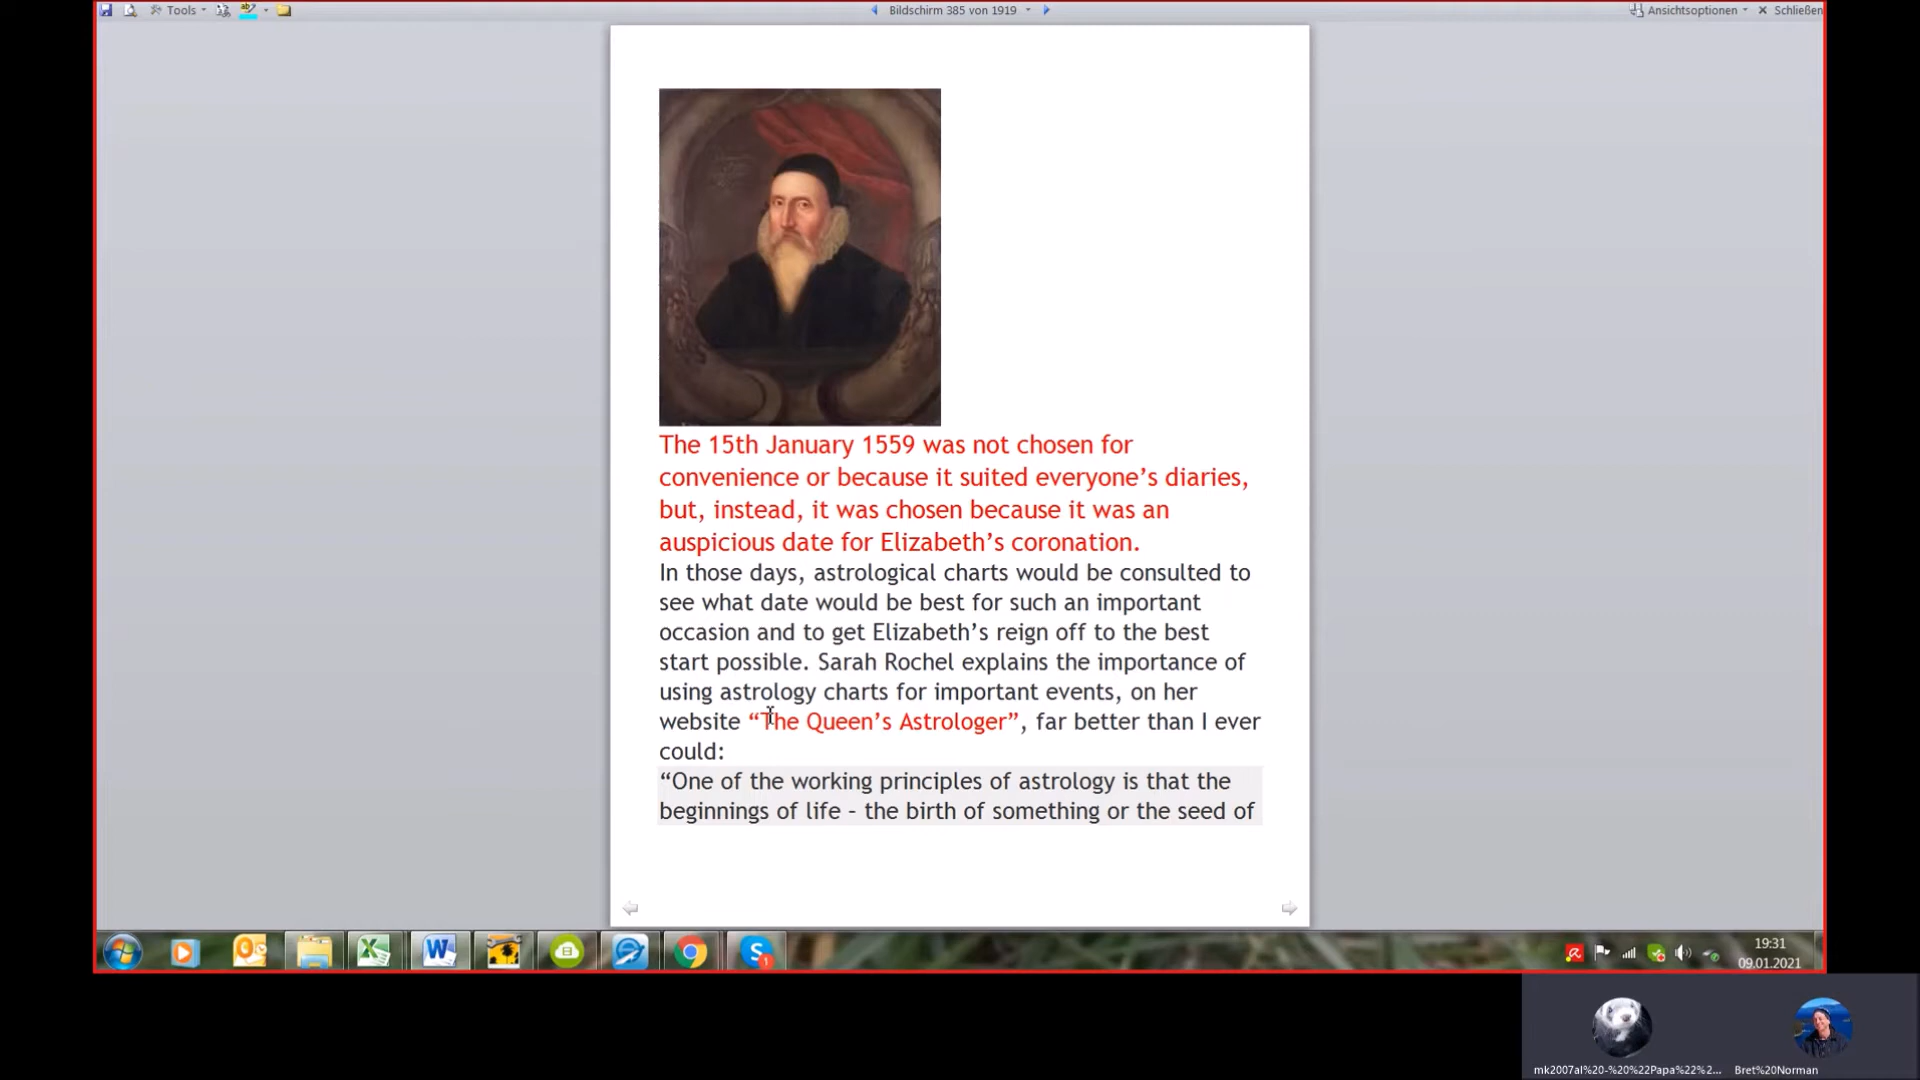 Tools
Bildschirm 385 von 1919
Ansichtsoptionen
Schließen
The 15th January 1559 was not chosen for
convenience or because it suited everyone’s diaries,
but, instead, it was chosen because it was an
auspicious date for Elizabeth’s coronation.
In those days, astrological charts would be consulted to
see what date would be best for such an important
occasion and to get Elizabeth’s reign off to the best
start possible. Sarah Rochel explains the importance of
using astrology charts for important events, on her
website “The Queen’s Astrologer”, far better than I ever
could:
“One of the working principles of astrology is that the
beginnings of life – the birth of something or the seed of
19:31
09.01.2021
mk2007al%20-%20%22Papa%22%2...
Bret%20Norman